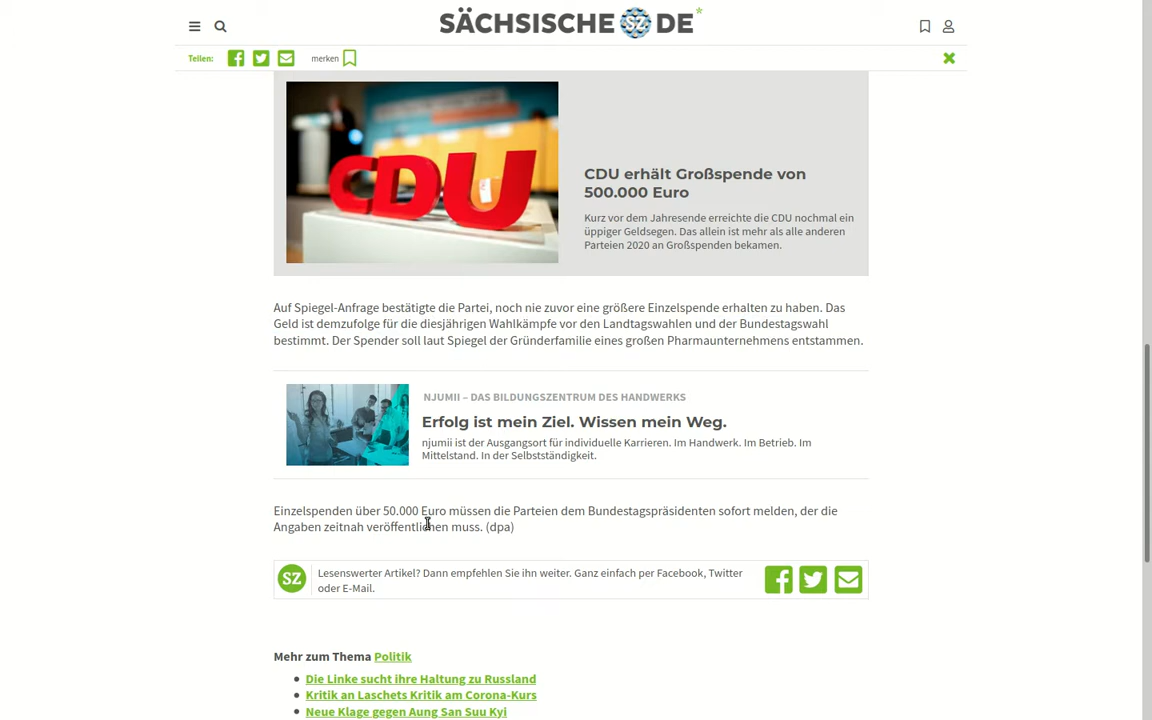 SÄCHSISCHE SZ DE*
Teilen:
merken
CDU
CDU erhält Großspende von
500.000 Euro
Kurz vor dem Jahresende erreichte die CDU nochmal ein
üppiger Geldsegen. Das allein ist mehr als alle anderen
Parteien 2020 an Großspenden bekamen.
Auf Spiegel-Anfrage bestätigte die Partei, noch nie zuvor eine größere Einzelspende erhalten zu haben. Das
Geld ist demzufolge für die diesjährigen Wahlkämpfe vor den Landtagswahlen und der Bundestagswahl
bestimmt. Der Spender soll laut Spiegel der Gründerfamilie eines großen Pharmaunternehmens entstammen.
NJUMII – DAS BILDUNGSZENTRUM DES HANDWERKS
Erfolg ist mein Ziel. Wissen mein Weg.
njumii ist der Ausgangsort für individuelle Karrieren. Im Handwerk. Im Betrieb. Im
Mittelstand. In der Selbstständigkeit.
Einzelspenden über 50.000 Euro müssen die Parteien dem Bundestagspräsidenten sofort melden, der die
Angaben zeitnah veröffentlichen muss. (dpa)
SZ
Lesenswerter Artikel? Dann empfehlen Sie ihn weiter. Ganz einfach per Facebook, Twitter
oder E-Mail.
Mehr zum Thema Politik
Die Linke sucht ihre Haltung zu Russland
Kritik an Laschets Kritik am Corona-Kurs
Neue Klage gegen Aung San Suu Kyi